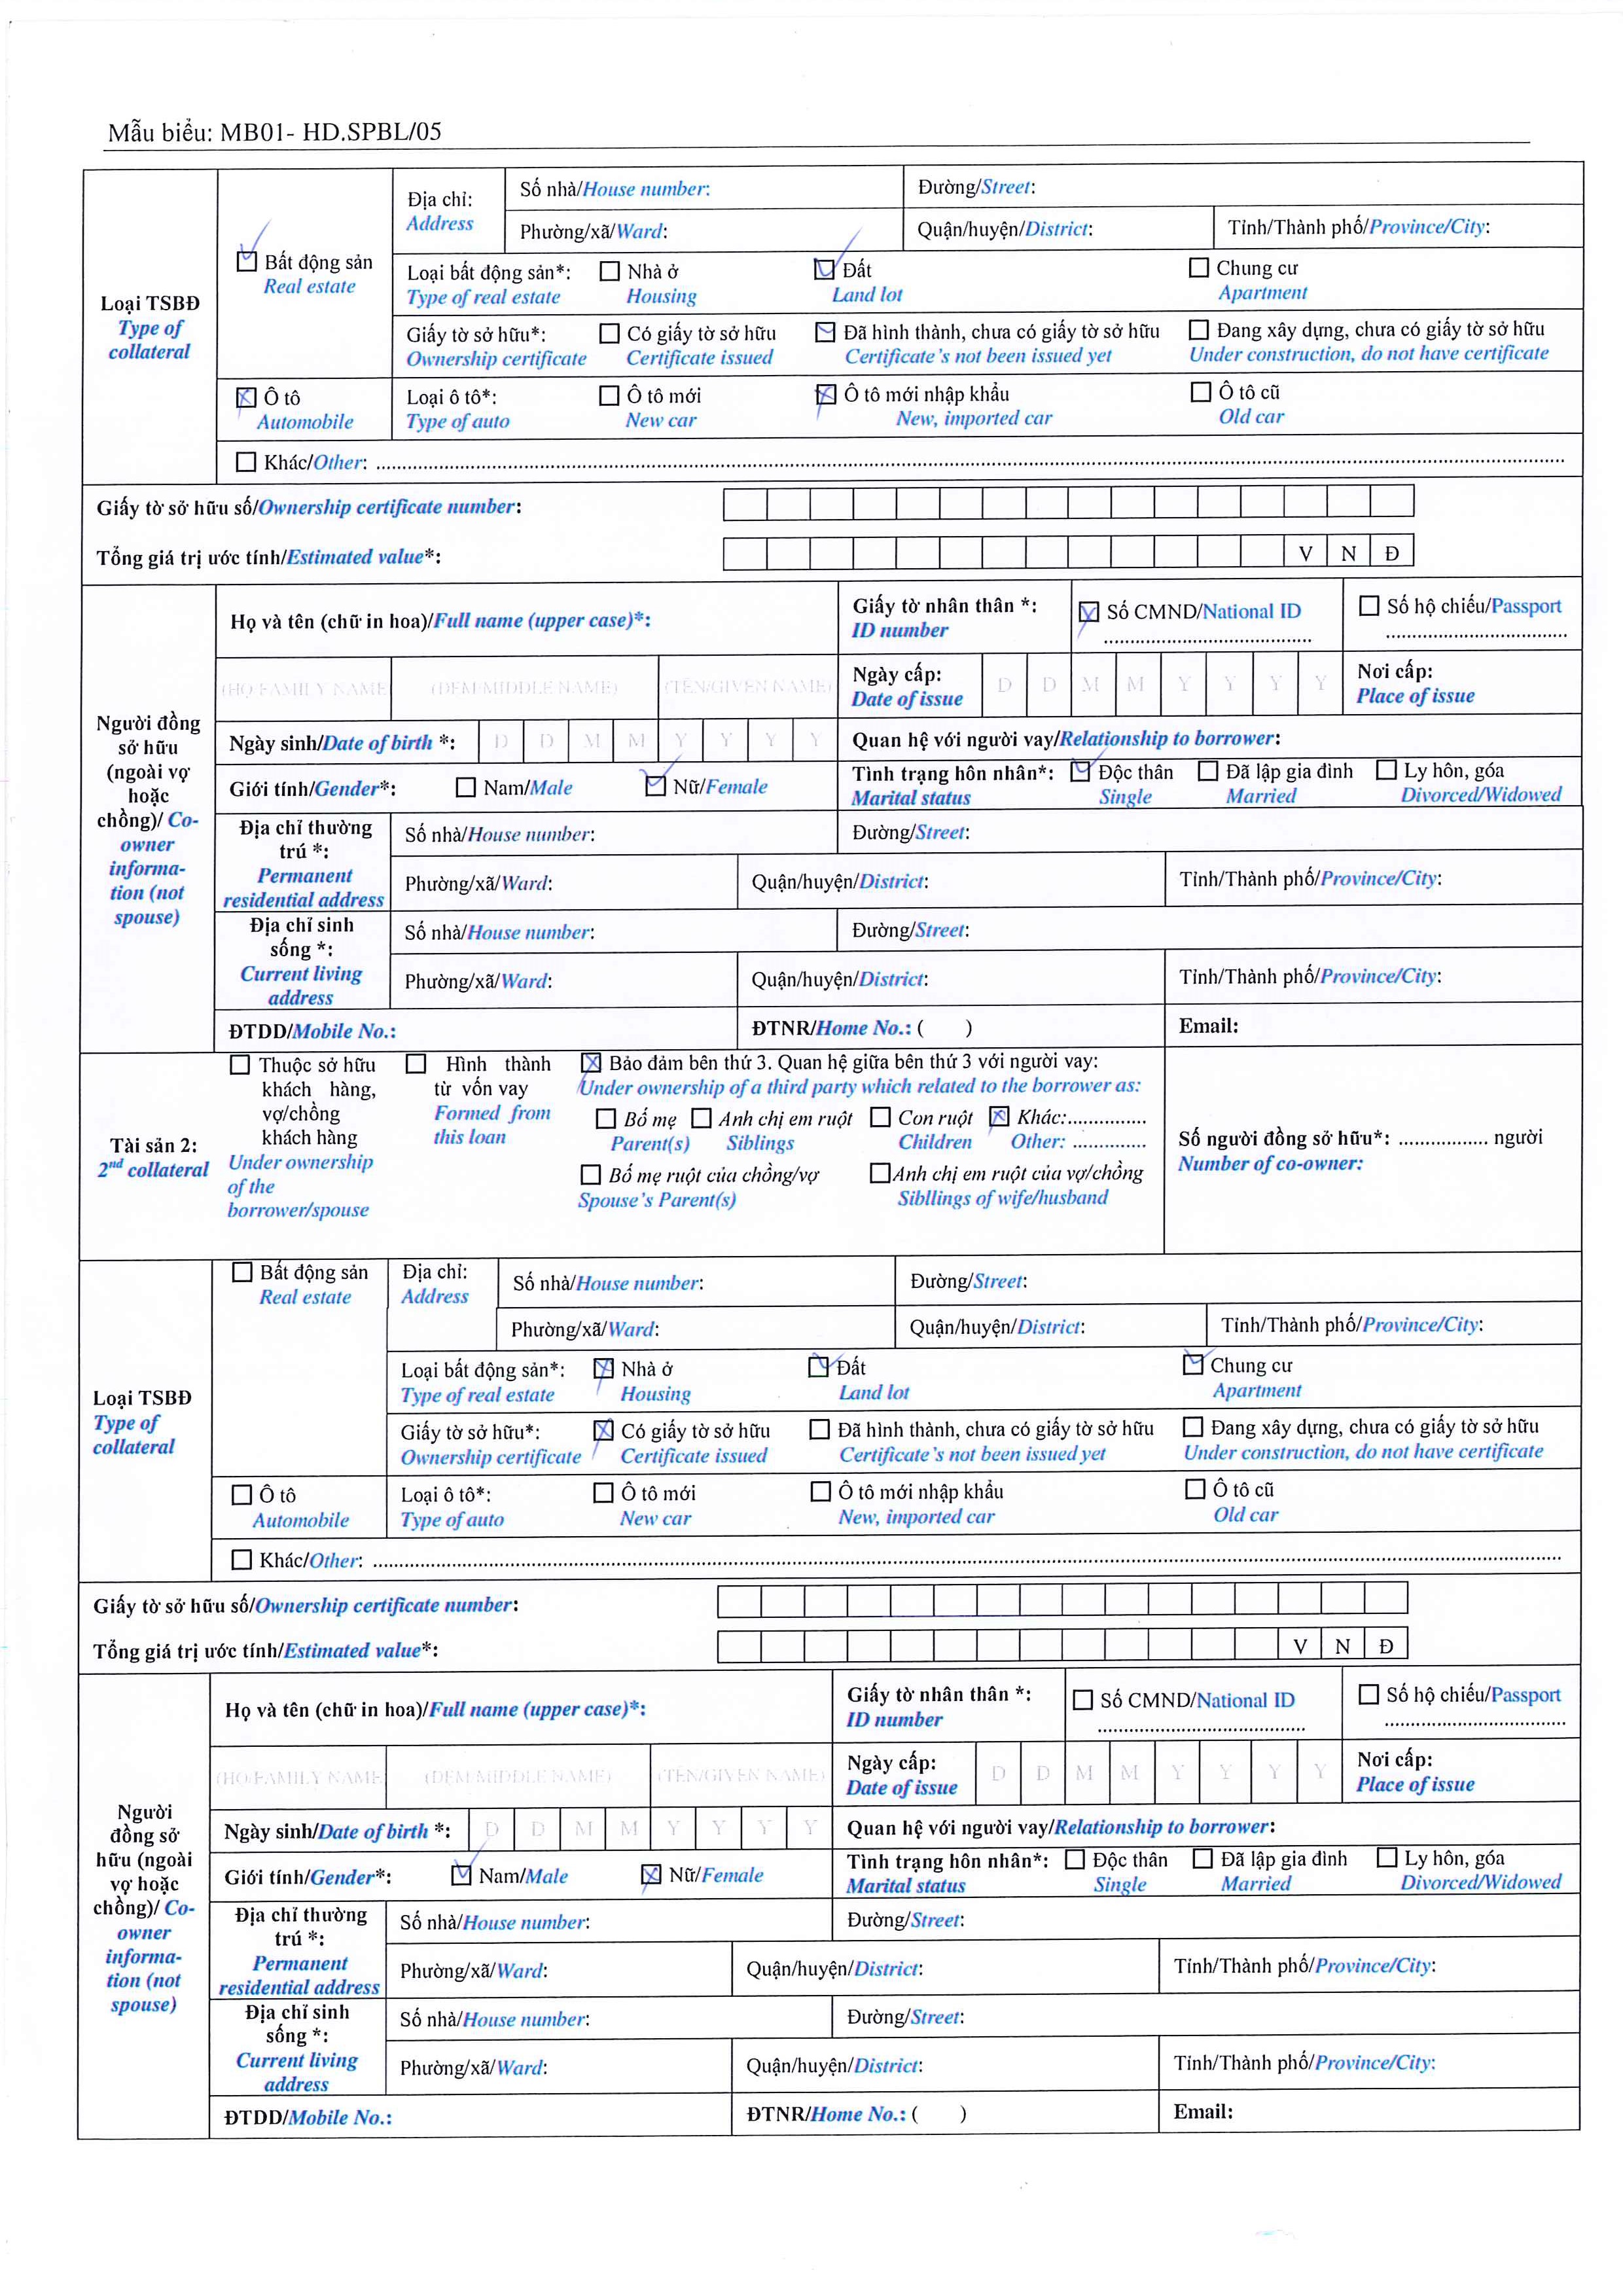 Mẫu biểu: MB01- HD.SPBL/05
Loại TSBĐ
Type of
collateral
Bất động sản
Real estate
Địa chỉ:
Address
Số nhà/House number:
Đường/Street:
Phường/xã/Ward:
Quận/huyện/District:
Tỉnh/Thành phố/Province/City:
Loại bất động sản*:
Type of real estate
Nhà ở
Housing
Đất
Land lot
Chung cư
Apartment
Giấy tờ sở hữu*:
Ownership certificate
Có giấy tờ sở hữu
Certificate issued
Đã hình thành, chưa có giấy tờ sở hữu
Certificate's not been issued yet
Đang xây dựng, chưa có giấy tờ sở hữu
Under construction, do not have certificate
Ô tô
Automobile
Loại ô tô*:
Type of auto
Ô tô mới
New car
Ô tô mới nhập khẩu
New, imported car
Ô tô cũ
Old car
Khác/Other: ........................
Giấy tờ sở hữu số/Ownership certificate number:
Tổng giá trị ước tính/Estimated value*:
V N Đ
Người đồng
sở hữu
(ngoài vợ
hoặc
chồng)/ Co-
owner
informa-
tion (not
spouse)
Họ và tên (chữ in hoa)/Full name (upper case)*:
Giấy tờ nhân thân *:
ID number
Số CMND/National ID
........................
Số hộ chiếu/Passport
........................
(HỌ/FAMILY NAME
(ĐỆM/MIDDLE NAME)
(TÊN/GIVEN NAME)
Ngày cấp:
Date of issue
D D M M Y Y Y Y
Nơi cấp:
Place of issue
Ngày sinh/Date of birth *:
D D M M Y Y Y Y
Quan hệ với người vay/Relationship to borrower:
Giới tính/Gender*:
Nam/Male
Nữ/Female
Tình trạng hôn nhân*:
Marital status
Độc thân
Single
Đã lập gia đình
Married
Ly hôn, góa
Divorced/Widowed
Địa chỉ thường
trú *:
Permanent
residential address
Số nhà/House number:
Đường/Street:
Phường/xã/Ward:
Quận/huyện/District:
Tỉnh/Thành phố/Province/City:
Địa chỉ sinh
sống *:
Current living
address
Số nhà/House number:
Đường/Street:
Phường/xã/Ward:
Quận/huyện/District:
Tỉnh/Thành phố/Province/City:
ĐTDD/Mobile No.:
ĐTNR/Home No.: ( )
Email:
Tài sản 2:
2nd collateral
Thuộc sở hữu
khách hàng,
vợ/chồng
khách hàng
Under ownership
of the
borrower/spouse
Hình thành
từ vốn vay
Formed from
this loan
Bảo đảm bên thứ 3. Quan hệ giữa bên thứ 3 với người vay:
Under ownership of a third party which related to the borrower as:
Bố mẹ
Parent(s)
Anh chị em ruột
Siblings
Con ruột
Children
Khác:...............
Other: ..............
Bố mẹ ruột của chồng/vợ
Spouse's Parent(s)
Anh chị em ruột của vợ/chồng
Sibllings of wife/husband
Số người đồng sở hữu*: ................ người
Number of co-owner:
Loại TSBĐ
Type of
collateral
Bất động sản
Real estate
Địa chỉ:
Address
Số nhà/House number:
Đường/Street:
Phường/xã/Ward:
Quận/huyện/District:
Tỉnh/Thành phố/Province/City:
Loại bất động sản*:
Type of real estate
Nhà ở
Housing
Đất
Land lot
Chung cư
Apartment
Giấy tờ sở hữu*:
Ownership certificate
Có giấy tờ sở hữu
Certificate issued
Đã hình thành, chưa có giấy tờ sở hữu
Certificate's not been issued yet
Đang xây dựng, chưa có giấy tờ sở hữu
Under construction, do not have certificate
Ô tô
Automobile
Loại ô tô*:
Type of auto
Ô tô mới
New car
Ô tô mới nhập khẩu
New, imported car
Ô tô cũ
Old car
Khác/Other: ........................
Giấy tờ sở hữu số/Ownership certificate number:
Tổng giá trị ước tính/Estimated value*:
V N Đ
Người
đồng sở
hữu (ngoài
vợ hoặc
chồng)/ Co-
owner
informa-
tion (not
spouse)
Họ và tên (chữ in hoa)/Full name (upper case)*:
Giấy tờ nhân thân *:
ID number
Số CMND/National ID
........................
Số hộ chiếu/Passport
........................
(HỌ/FAMILY NAME
(ĐỆM/MIDDLE NAME)
(TÊN/GIVEN NAME)
Ngày cấp:
Date of issue
D D M M Y Y Y Y
Nơi cấp:
Place of issue
Ngày sinh/Date of birth *:
D D M M Y Y Y Y
Quan hệ với người vay/Relationship to borrower:
Giới tính/Gender*:
Nam/Male
Nữ/Female
Tình trạng hôn nhân*:
Marital status
Độc thân
Single
Đã lập gia đình
Married
Ly hôn, góa
Divorced/Widowed
Địa chỉ thường
trú *:
Permanent
residential address
Số nhà/House number:
Đường/Street:
Phường/xã/Ward:
Quận/huyện/District:
Tỉnh/Thành phố/Province/City:
Địa chỉ sinh
sống *:
Current living
address
Số nhà/House number:
Đường/Street:
Phường/xã/Ward:
Quận/huyện/District:
Tỉnh/Thành phố/Province/City:
ĐTDD/Mobile No.:
ĐTNR/Home No.: ( )
Email: